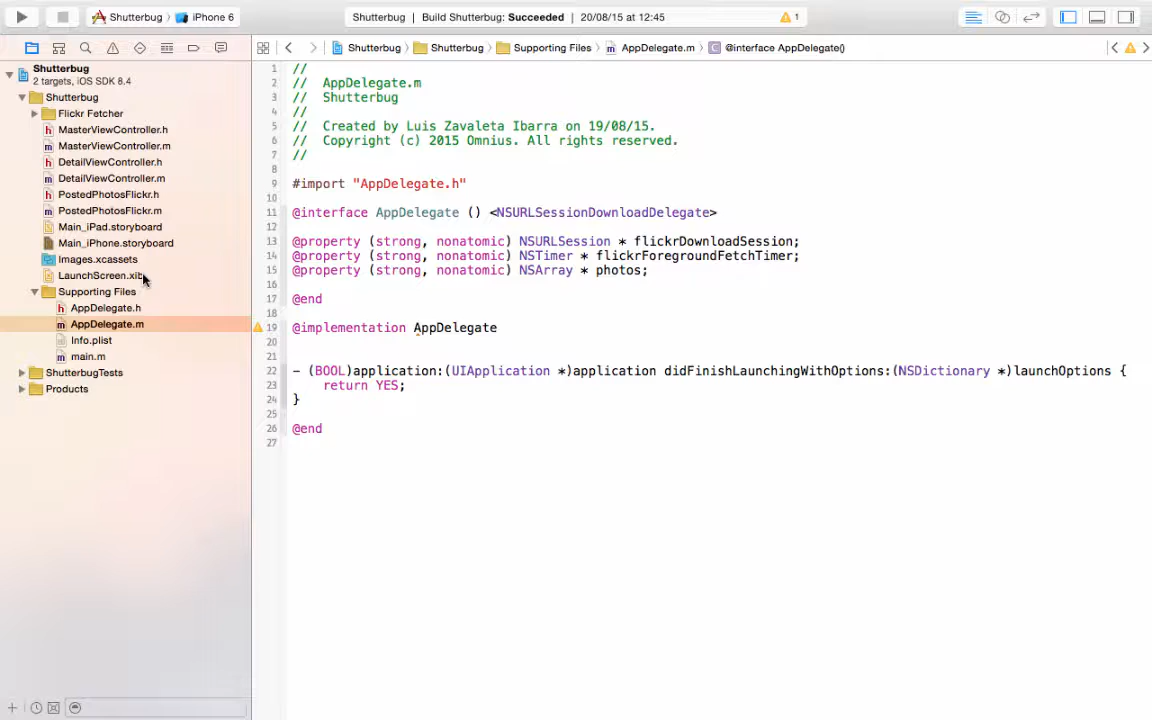 Shutterbug
iPhone 6
Shutterbug | Build Shutterbug: Succeeded | 20/08/15 at 12:45
1
Shutterbug
Shutterbug
Supporting Files
AppDelegate.m
@interface AppDelegate()
Shutterbug
2 targets, iOS SDK 8.4
Shutterbug
Flickr Fetcher
h MasterViewController.h
m MasterViewController.m
h DetailViewController.h
m DetailViewController.m
h PostedPhotosFlickr.h
m PostedPhotosFlickr.m
Main_iPad.storyboard
Main_iPhone.storyboard
Images.xcassets
LaunchScreen.xib
Supporting Files
h AppDelegate.h
m AppDelegate.m
Info.plist
m main.m
ShutterbugTests
Products
1 //
2 //  AppDelegate.m
3 //  Shutterbug
4 //
5 //  Created by Luis Zavaleta Ibarra on 19/08/15.
6 //  Copyright (c) 2015 Omnius. All rights reserved.
7 //
8
9 #import "AppDelegate.h"
10
11 @interface AppDelegate () <NSURLSessionDownloadDelegate>
12
13 @property (strong, nonatomic) NSURLSession * flickrDownloadSession;
14 @property (strong, nonatomic) NSTimer * flickrForegroundFetchTimer;
15 @property (strong, nonatomic) NSArray * photos;
16
17 @end
18
19 @implementation AppDelegate
20
21
22 - (BOOL)application:(UIApplication *)application didFinishLaunchingWithOptions:(NSDictionary *)launchOptions {
23     return YES;
24 }
25
26 @end
27